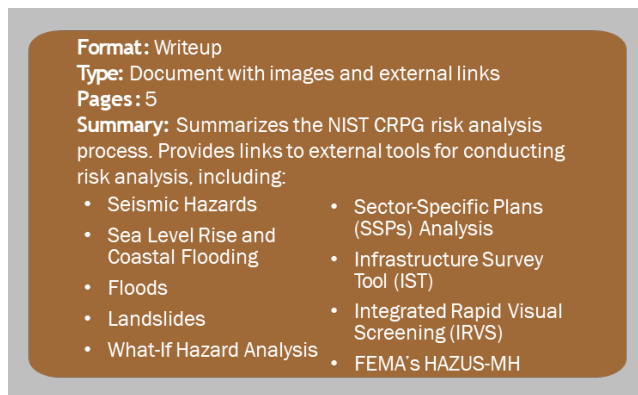 Format: Writeup
Type: Document with images and external links
Pages: 5
Summary: Summarizes the NIST CRPG risk analysis
process. Provides links to external tools for conducting
risk analysis, including:
• Seismic Hazards
• Sea Level Rise and
Coastal Flooding
• Floods
• Landslides
• What-If Hazard Analysis
• Sector-Specific Plans
(SSPs) Analysis
• Infrastructure Survey
Tool (IST)
• Integrated Rapid Visual
Screening (IRVS)
• FEMA's HAZUS-MH